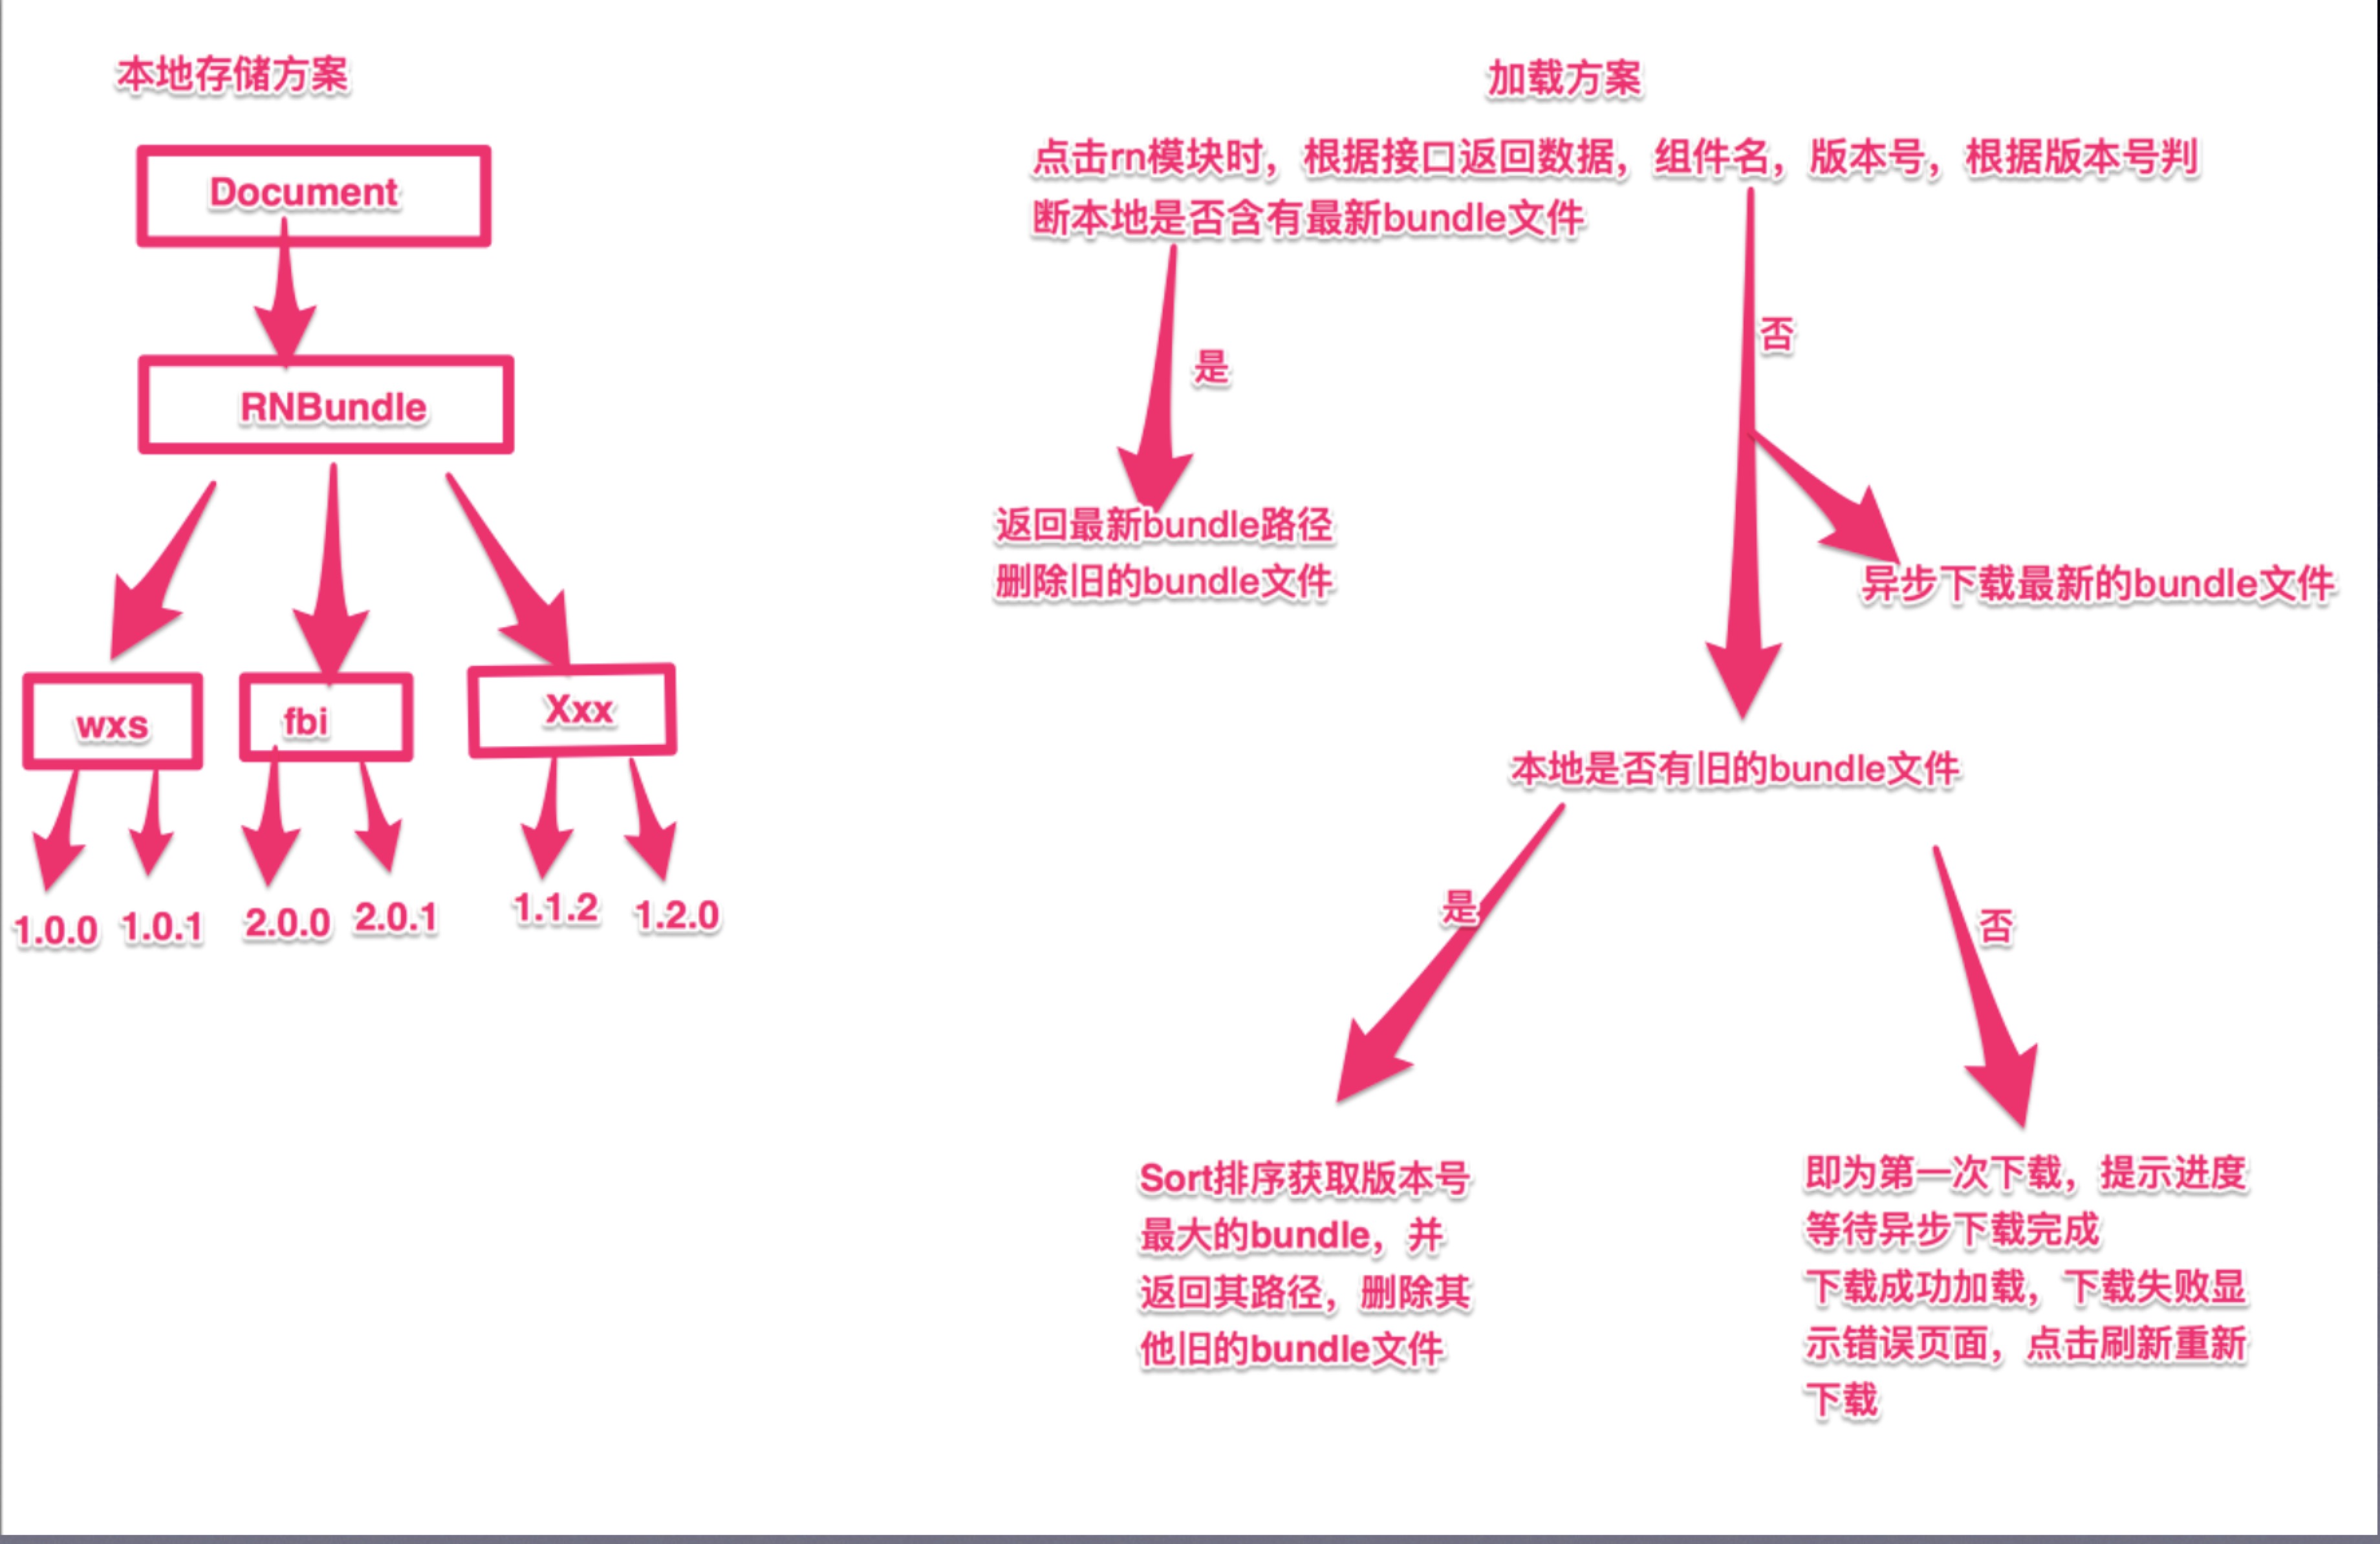 本地存储方案
Document
RNBundle
wxs
fbi
Xxx
1.0.0
1.0.1
2.0.0
2.0.1
1.1.2
1.2.0
加载方案
点击rn模块时，根据接口返回数据，组件名，版本号，根据版本号判
断本地是否含有最新bundle文件
是
否
返回最新bundle路径
删除旧的bundle文件
异步下载最新的bundle文件
本地是否有旧的bundle文件
是
否
Sort排序获取版本号
最大的bundle，并
返回其路径，删除其
他旧的bundle文件
即为第一次下载，提示进度
等待异步下载完成
下载成功加载，下载失败显
示错误页面，点击刷新重新
下载